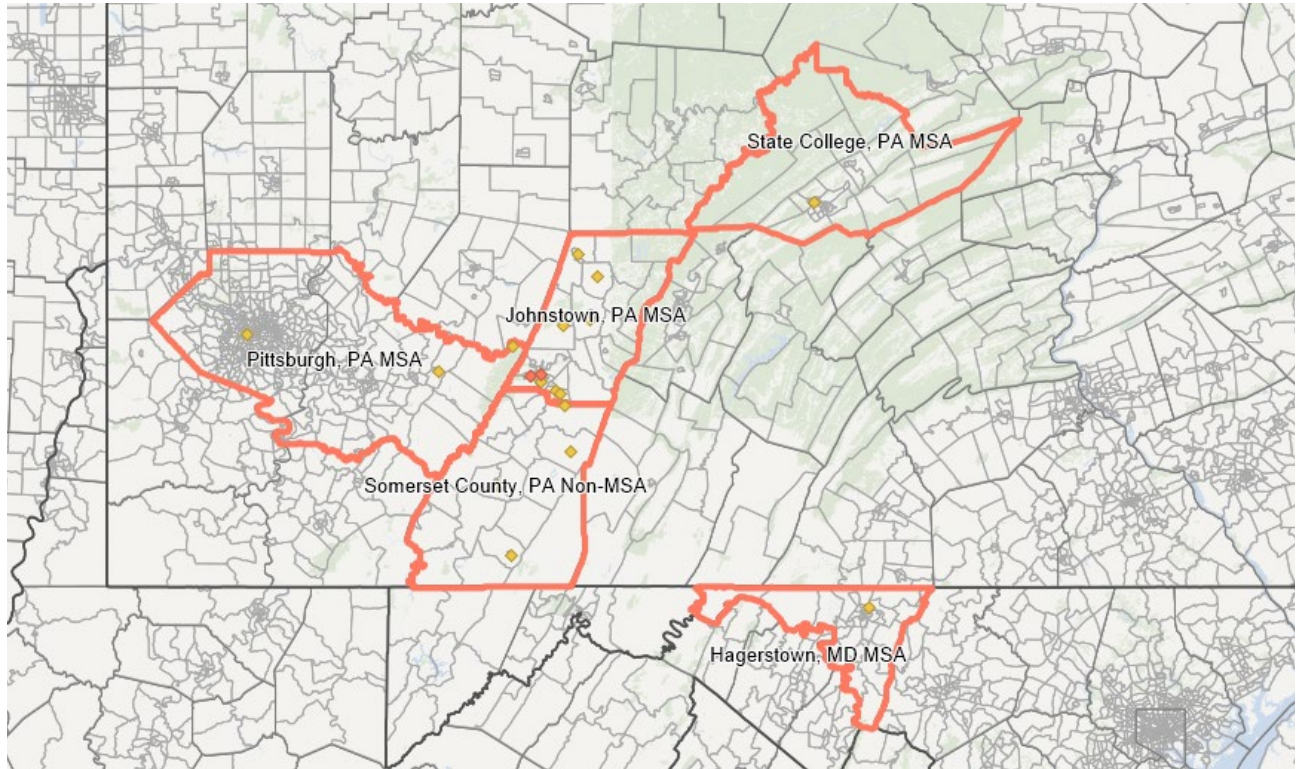 State College, PA MSA
Johnstown, PA MSA
Pittsburgh, PA MSA
Somerset County, PA Non-MSA
Hagerstown, MD MSA